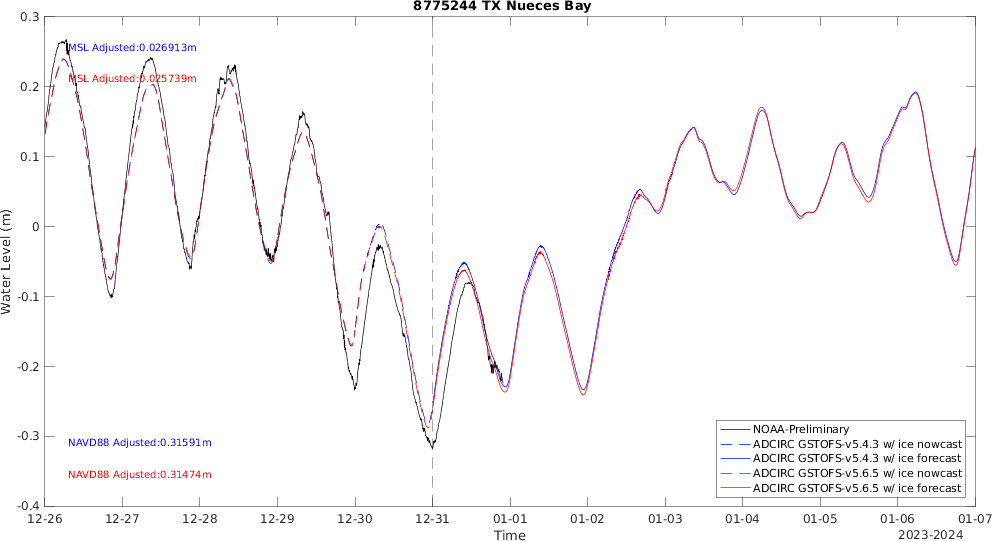 8775244 TX Nueces Bay
Water Level (m)
0.3
0.2
0.1
0
-0.1
-0.2
-0.3
-0.4
MSL Adjusted:0.026913m
MSL Adjusted:0.025739m
NAVD88 Adjusted:0.31591m
NAVD88 Adjusted:0.31474m
NOAA-Preliminary
ADCIRC GSTOFS-v5.4.3 w/ ice nowcast
ADCIRC GSTOFS-v5.4.3 w/ ice forecast
ADCIRC GSTOFS-v5.6.5 w/ ice nowcast
ADCIRC GSTOFS-v5.6.5 w/ ice forecast
12-26 12-27 12-28 12-29 12-30 12-31 01-01 01-02 01-03 01-04 01-05 01-06 01-07
Time
2023-2024